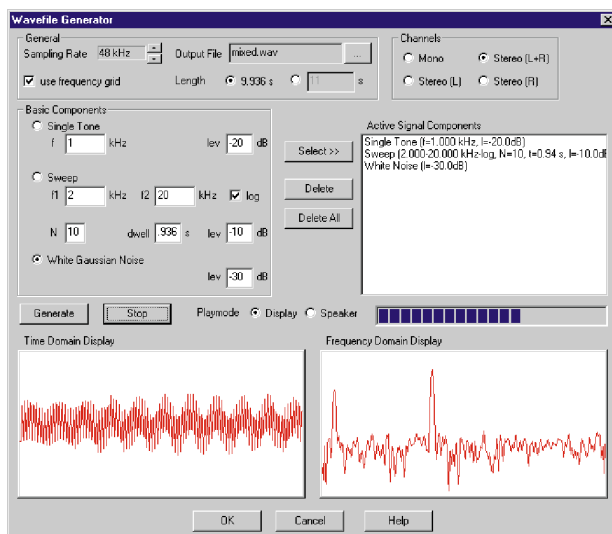 Wavefile Generator
General
Sampling Rate 48 kHz Output File mixed.wav ...
use frequency grid Length 9.936 s 11 s
Channels
Mono Stereo (L+R)
Stereo (L) Stereo (R)
Basic Components
Single Tone
f 1 kHz lev -20 dB
Sweep
f1 2 kHz f2 20 kHz log
N 10 dwell .936 s lev -10 dB
White Gaussian Noise
lev -30 dB
Select >>
Delete
Delete All
Active Signal Components
Single Tone (f=1.000 kHz, l=-20.0dB)
Sweep (2.000-20.000 kHz-log, N=10, t=0.94 s, l=-10.0dB
White Noise (l=-30.0dB)
Generate Stop Playmode Display Speaker
Time Domain Display
Frequency Domain Display
OK Cancel Help